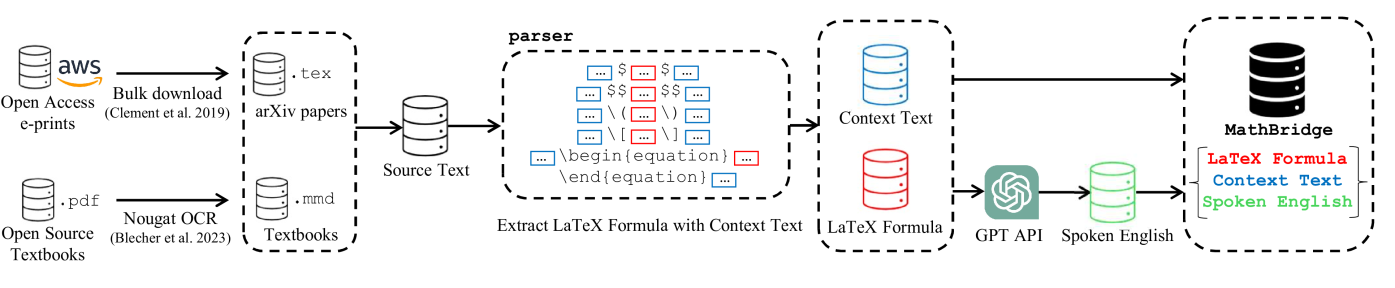 aws
Open Access
e-prints
Bulk download
(Clement et al. 2019)
.pdf
Open Source
Textbooks
Nougat OCR
(Blecher et al. 2023)
.tex
arXiv papers
.mmd
Textbooks
Source Text
parser
... $ ... $ ...
... $$ ... $$ ...
... \( ... \) ...
... \[ ... \] ...
... \begin{equation} ...
\end{equation} ...
Extract LaTeX Formula with Context Text
Context Text
LaTeX Formula
GPT API
Spoken English
MathBridge
LaTeX Formula
Context Text
Spoken English